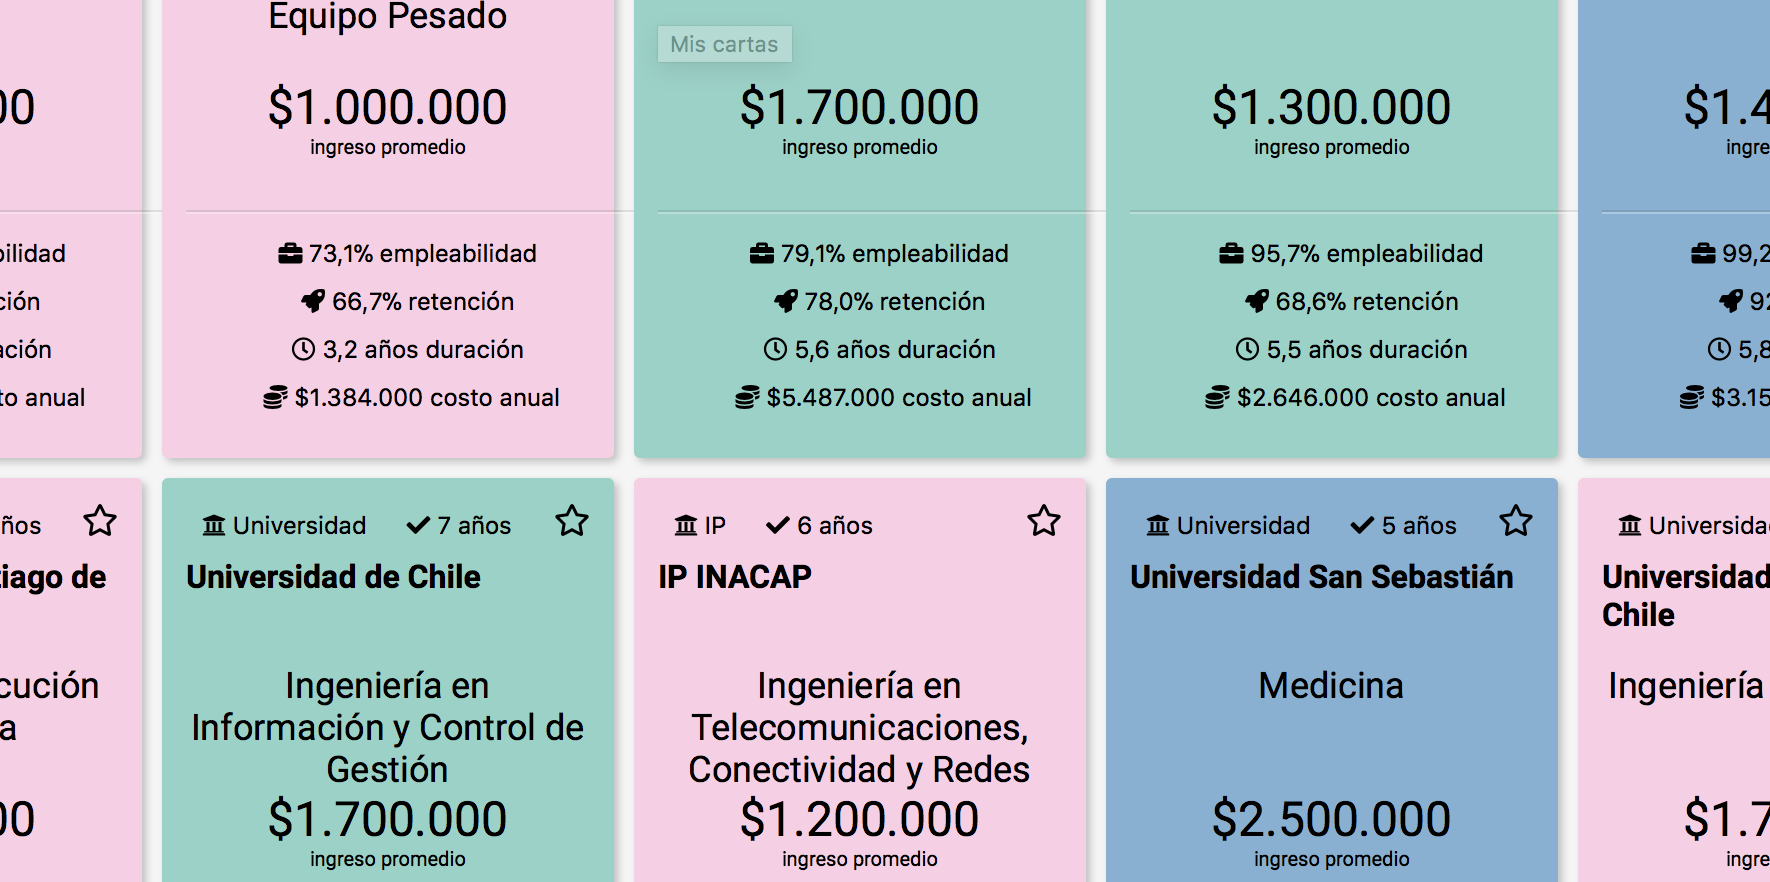 Equipo Pesado
Mis cartas
00
$1.000.000
$1.700.000
$1.300.000
$1.4
ingreso promedio
ingreso promedio
ingreso promedio
ingre
bilidad
73,1% empleabilidad
79,1% empleabilidad
95,7% empleabilidad
99,2
ción
66,7% retención
78,0% retención
68,6% retención
92
ación
3,2 años duración
5,6 años duración
5,5 años duración
5,8
to anual
$1.384.000 costo anual
$5.487.000 costo anual
$2.646.000 costo anual
$3.15
ños
Universidad 7 años
IP 6 años
Universidad 5 años
Universidad
tiago de
Universidad de Chile
IP INACAP
Universidad San Sebastián
Universidad
Chile
cución
a
Ingeniería en
Información y Control de
Gestión
Ingeniería en
Telecomunicaciones,
Conectividad y Redes
Medicina
Ingeniería
00
$1.700.000
$1.200.000
$2.500.000
$1.7
ingreso promedio
ingreso promedio
ingreso promedio
ingre